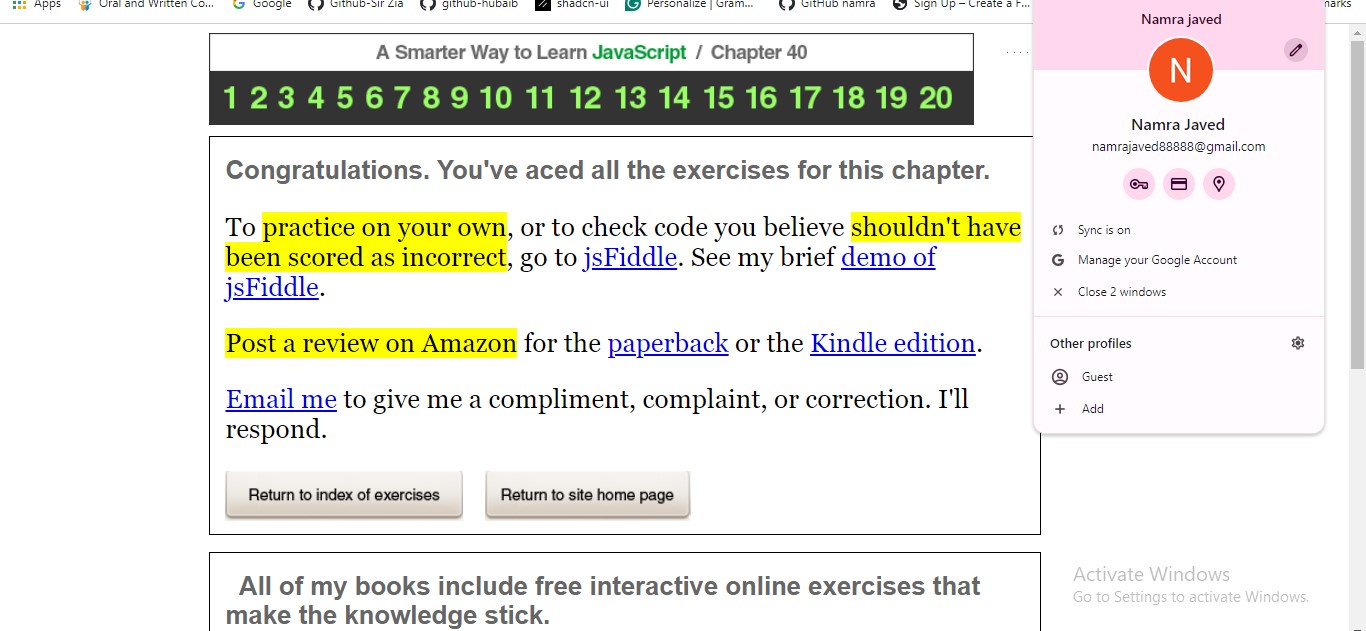 Apps
Oral and Written Co...
Google
Github-Sir Zia
github-hubaib
shadcn-ui
Personalize | Gram...
GitHub namra
Sign Up – Create a F...
marks
A Smarter Way to Learn JavaScript / Chapter 40
1 2 3 4 5 6 7 8 9 10 11 12 13 14 15 16 17 18 19 20
Congratulations. You've aced all the exercises for this chapter.
To practice on your own, or to check code you believe shouldn't have
been scored as incorrect, go to jsFiddle. See my brief demo of
jsFiddle.
Post a review on Amazon for the paperback or the Kindle edition.
Email me to give me a compliment, complaint, or correction. I'll
respond.
Return to index of exercises
Return to site home page
All of my books include free interactive online exercises that
make the knowledge stick.
Namra javed
N
Namra Javed
namrajaved88888@gmail.com
Sync is on
Manage your Google Account
Close 2 windows
Other profiles
Guest
Add
Activate Windows
Go to Settings to activate Windows.